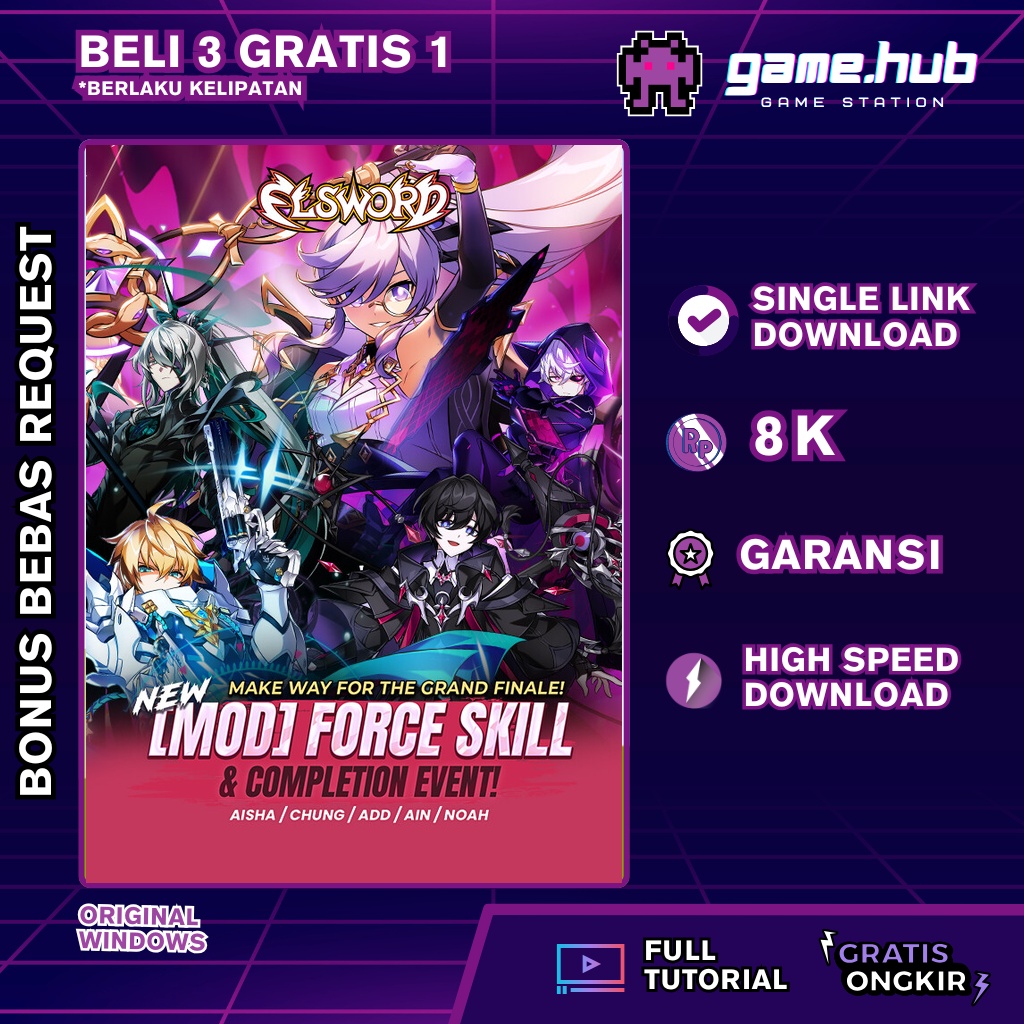 BELI 3 GRATIS 1
*BERLAKU KELIPATAN
game.hub
GAME STATION
BONUS BEBAS REQUEST
ELSWORD
NEW
MAKE WAY FOR THE GRAND FINALE!
[MOD] FORCE SKILL
& COMPLETION EVENT!
AISHA / CHUNG / ADD / AIN / NOAH
SINGLE LINK
DOWNLOAD
Rp
8K
GARANSI
HIGH SPEED
DOWNLOAD
ORIGINAL
WINDOWS
FULL
TUTORIAL
GRATIS
ONGKIR